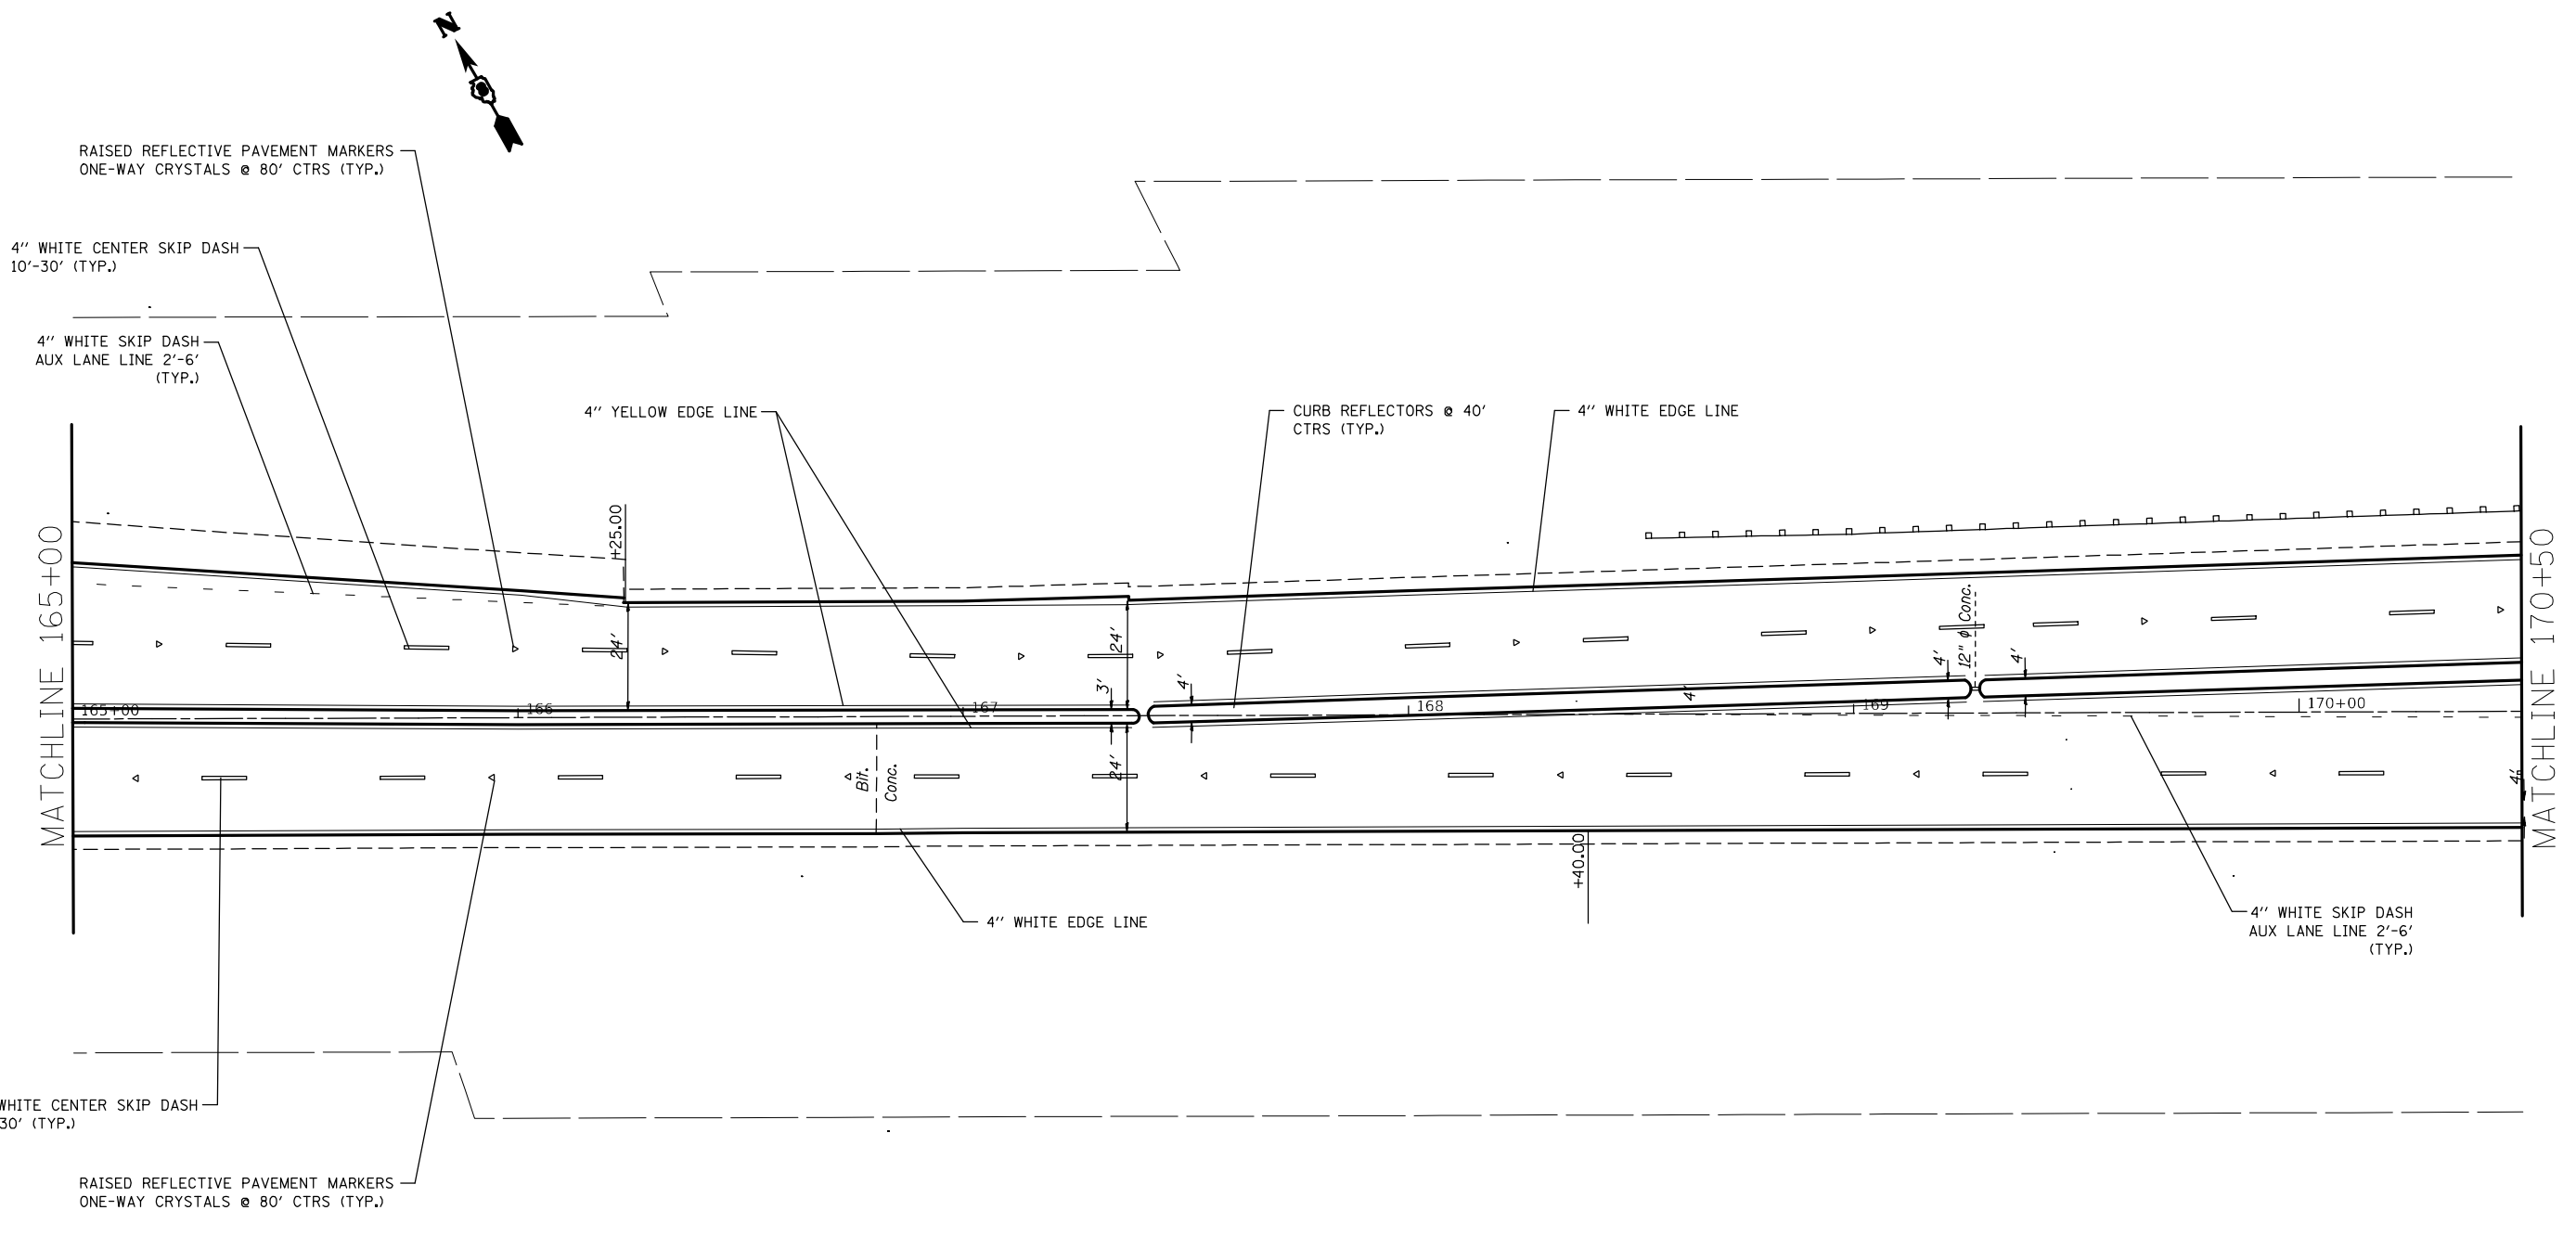 N
RAISED REFLECTIVE PAVEMENT MARKERS
ONE-WAY CRYSTALS @ 80' CTRS (TYP.)
4'' WHITE CENTER SKIP DASH
10'-30' (TYP.)
4'' WHITE SKIP DASH
AUX LANE LINE 2'-6'
(TYP.)
4'' YELLOW EDGE LINE
CURB REFLECTORS @ 40'
CTRS (TYP.)
4'' WHITE EDGE LINE
MATCHLINE 165+00
+25.00
24'
24'
3'
4'
4'
4'
12" ϕ Conc.
4'
165+00
166
167
168
169
170+00
MATCHLINE 170+50
24'
Bit.
Conc.
4'
+40.00
4'' WHITE EDGE LINE
4'' WHITE SKIP DASH
AUX LANE LINE 2'-6'
(TYP.)
WHITE CENTER SKIP DASH
30' (TYP.)
RAISED REFLECTIVE PAVEMENT MARKERS
ONE-WAY CRYSTALS @ 80' CTRS (TYP.)